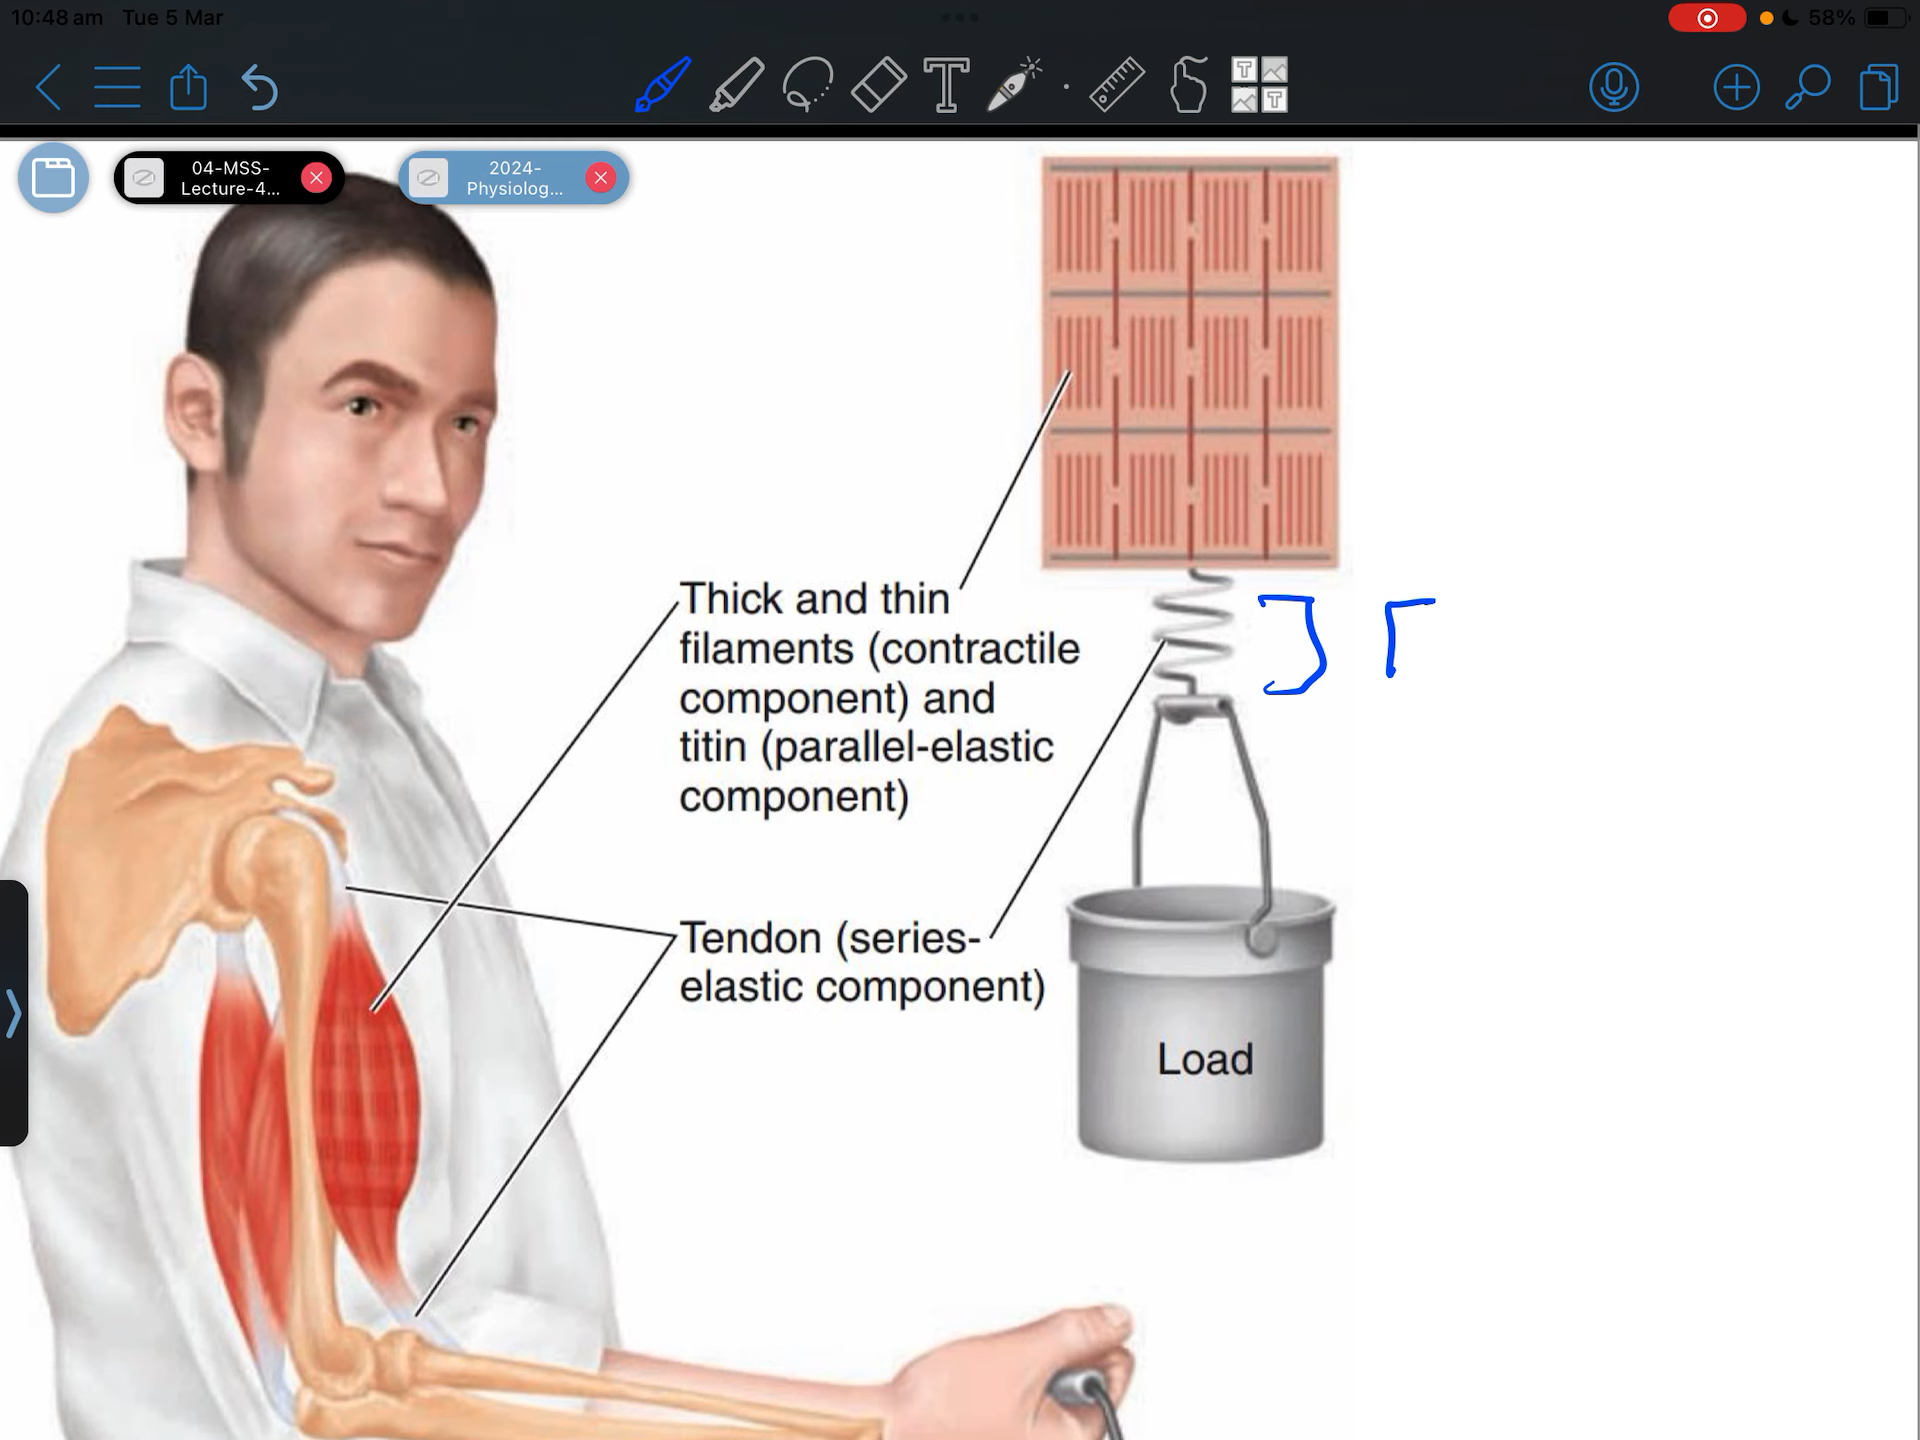 10:48 am Tue 5 Mar
58%
04-MSS-
Lecture-4...
2024-
Physiolog...
Thick and thin
filaments (contractile
component) and
titin (parallel-elastic
component)
Tendon (series-
elastic component)
Load